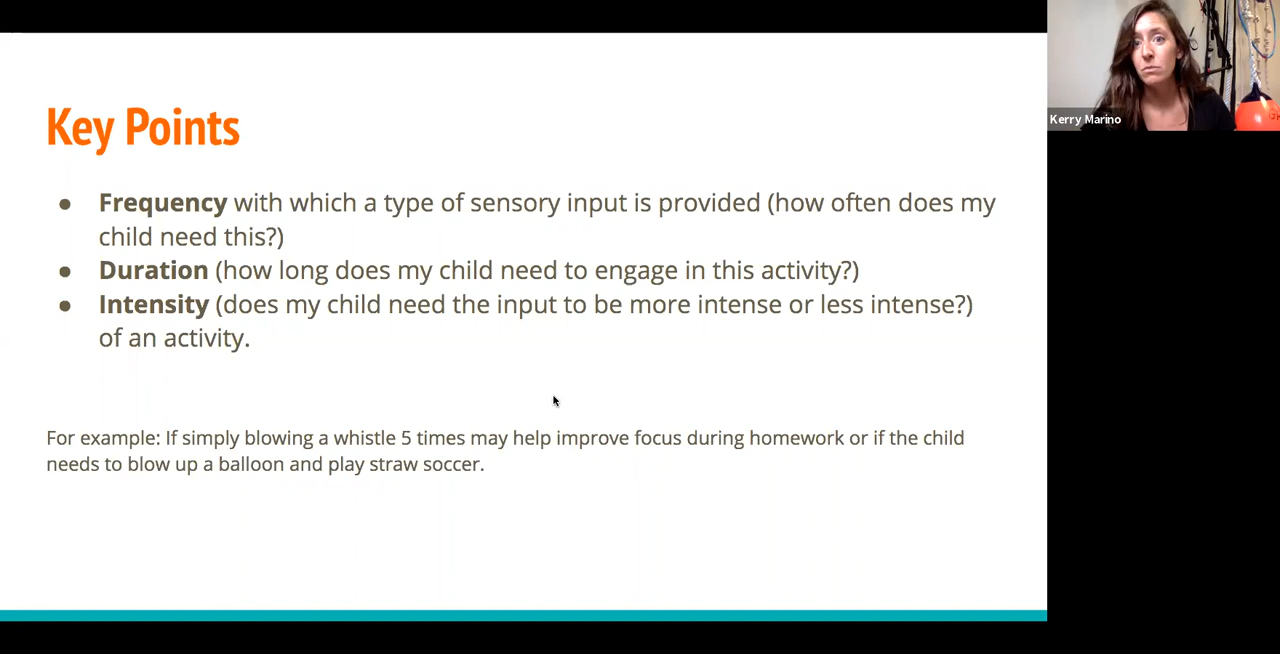 Key Points
● Frequency with which a type of sensory input is provided (how often does my
child need this?)
● Duration (how long does my child need to engage in this activity?)
● Intensity (does my child need the input to be more intense or less intense?)
of an activity.
For example: If simply blowing a whistle 5 times may help improve focus during homework or if the child
needs to blow up a balloon and play straw soccer.
Kerry Marino